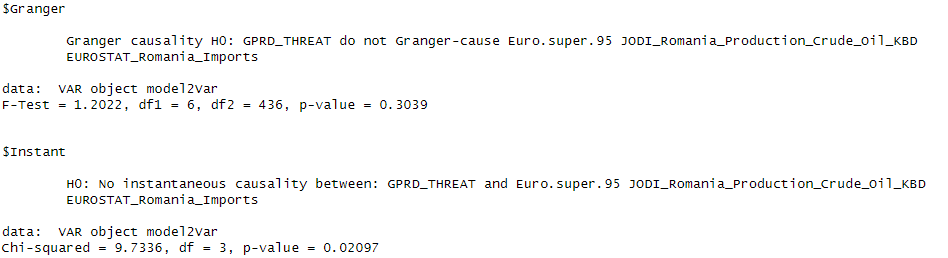 $Granger
Granger causality H0: GPRD_THREAT do not Granger-cause Euro.super.95 JODI_Romania_Production_Crude_Oil_KBD
EUROSTAT_Romania_Imports
data:  VAR object model2Var
F-Test = 1.2022, df1 = 6, df2 = 436, p-value = 0.3039
$Instant
H0: No instantaneous causality between: GPRD_THREAT and Euro.super.95 JODI_Romania_Production_Crude_Oil_KBD
EUROSTAT_Romania_Imports
data:  VAR object model2Var
Chi-squared = 9.7336, df = 3, p-value = 0.02097